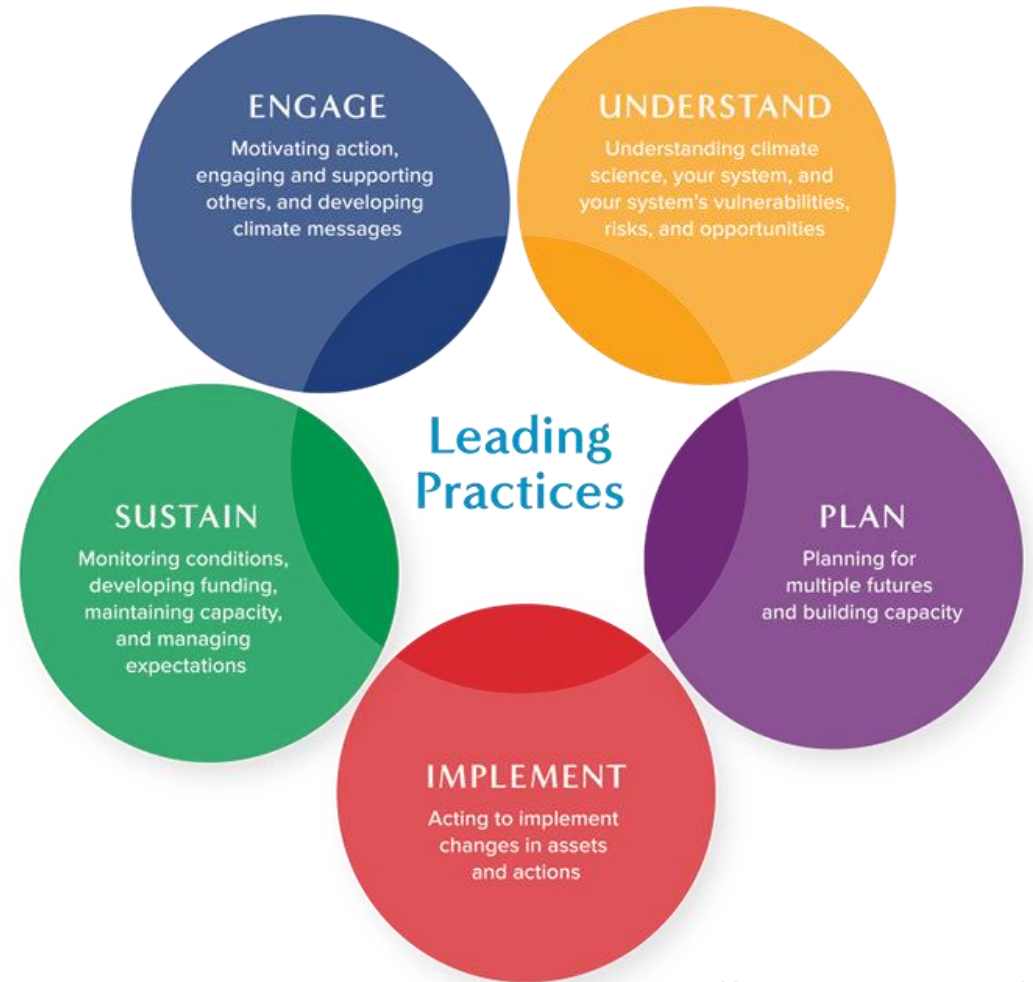 ENGAGE
Motivating action,
engaging and supporting
others, and developing
climate messages
UNDERSTAND
Understanding climate
science, your system, and
your system's vulnerabilities,
risks, and opportunities
Leading
Practices
SUSTAIN
Monitoring conditions,
developing funding,
maintaining capacity,
and managing
expectations
PLAN
Planning for
multiple futures
and building capacity
IMPLEMENT
Acting to implement
changes in assets
and actions